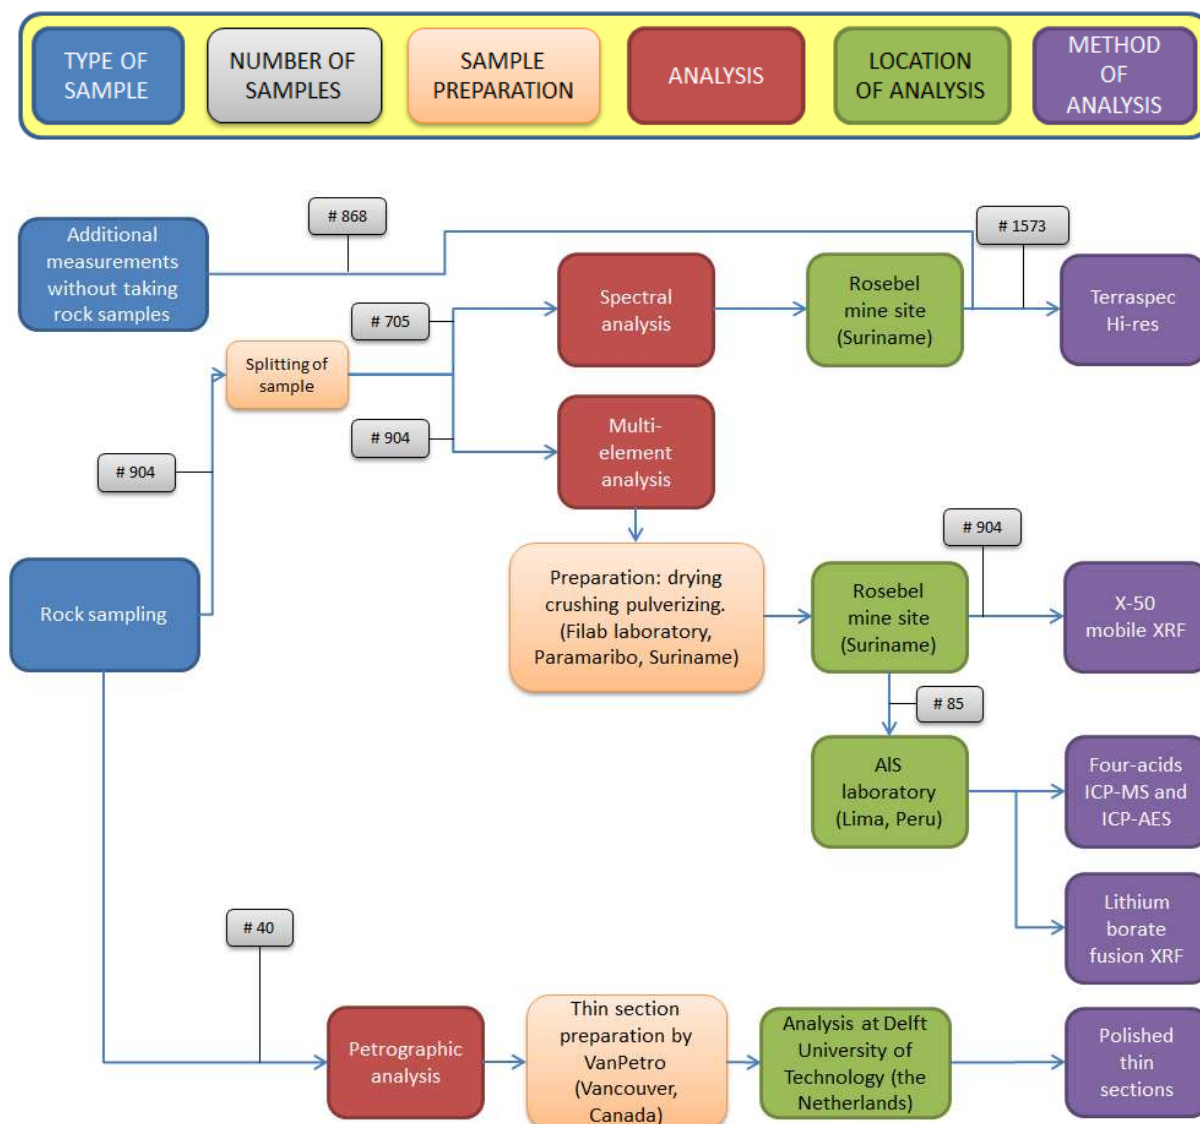 TYPE OF
SAMPLE
NUMBER OF
SAMPLES
SAMPLE
PREPARATION
ANALYSIS
LOCATION
OF ANALYSIS
METHOD
OF
ANALYSIS
# 868
# 1573
Additional
measurements
without taking
rock samples
Spectral
analysis
Rosebel
mine site
(Suriname)
Terraspec
Hi-res
# 705
Splitting of
sample
# 904
# 904
Multi-
element
analysis
# 904
Rock sampling
Preparation: drying
crushing pulverizing.
(Filab laboratory,
Paramaribo, Suriname)
Rosebel
mine site
(Suriname)
X-50
mobile XRF
# 85
AlS
laboratory
(Lima, Peru)
Four-acids
ICP-MS and
ICP-AES
Lithium
borate
fusion XRF
# 40
Petrographic
analysis
Thin section
preparation by
VanPetro
(Vancouver,
Canada)
Analysis at Delft
University of
Technology (the
Netherlands)
Polished
thin
sections